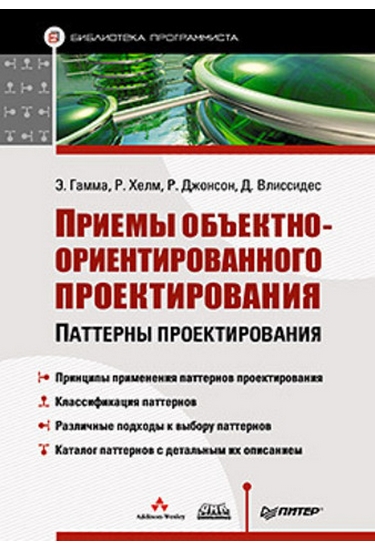 БИБЛИОТЕКА ПРОГРАММИСТА
Э. Гамма, Р. Хелм, Р. Джонсон, Д. Влиссидес
ПРИЕМЫ ОБЪЕКТНО-
ОРИЕНТИРОВАННОГО
ПРОЕКТИРОВАНИЯ
ПАТТЕРНЫ ПРОЕКТИРОВАНИЯ
Принципы применения паттернов проектирования
Классификация паттернов
Различные подходы к выбору паттернов
Каталог паттернов с детальным их описанием
Addison-Wesley
ДМК
ПИТЕР